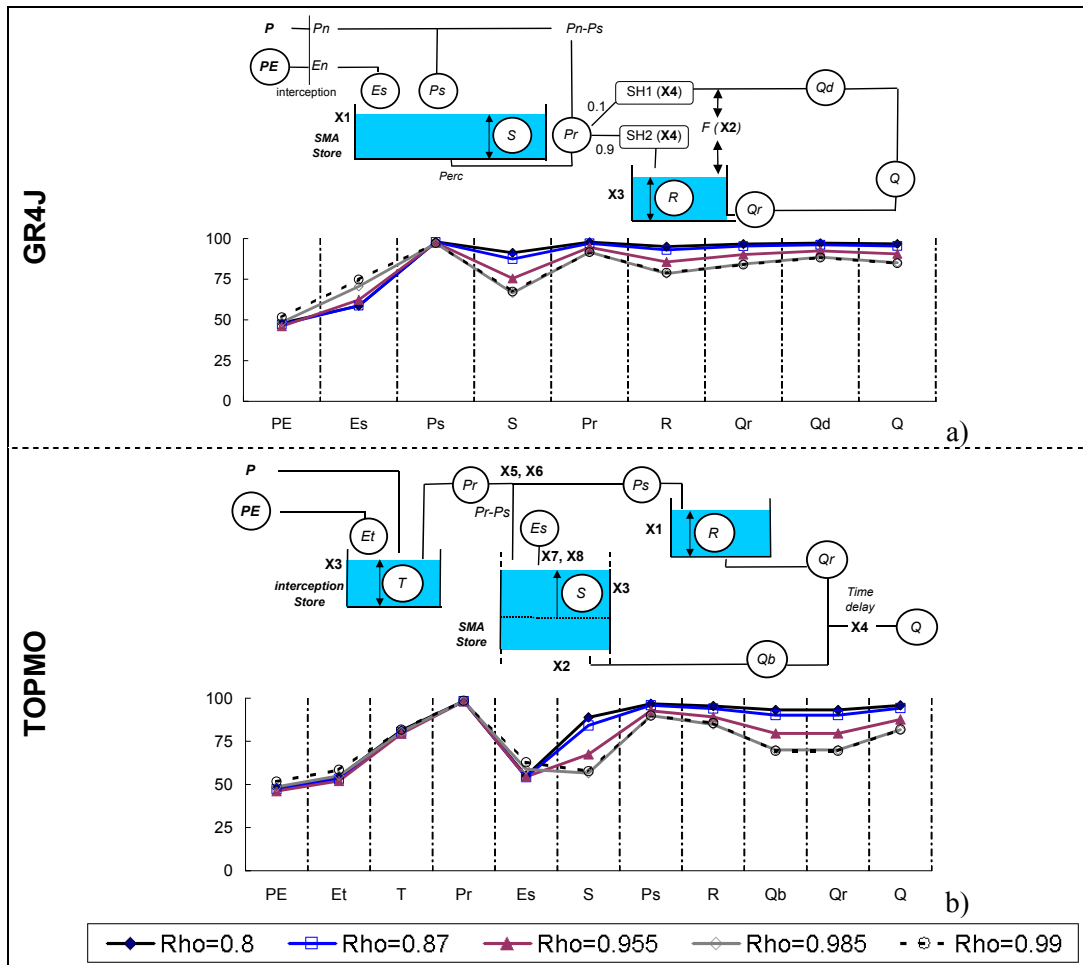 GR4J
P Pn Pn-Ps
PE En
interception
Es Ps
X1
SMA
Store
S
Perc
Pr
0.1
0.9
SH1 (X4)
SH2 (X4)
F (X2)
Qd
Q
X3
R
Qr
100
75
50
25
0
PE Es Ps S Pr R Qr Qd Q
a)
TOPMO
P
PE
Et
X3
interception
Store
T
Pr
X5, X6
Pr-Ps
Es
X7, X8
Ps
X1
R
S
X3
SMA
Store
X2
Qb
Qr
Time
delay
X4
Q
100
75
50
25
0
PE Et T Pr Es S Ps R Qb Qr Q
b)
Rho=0.8 Rho=0.87 Rho=0.955 Rho=0.985 Rho=0.99